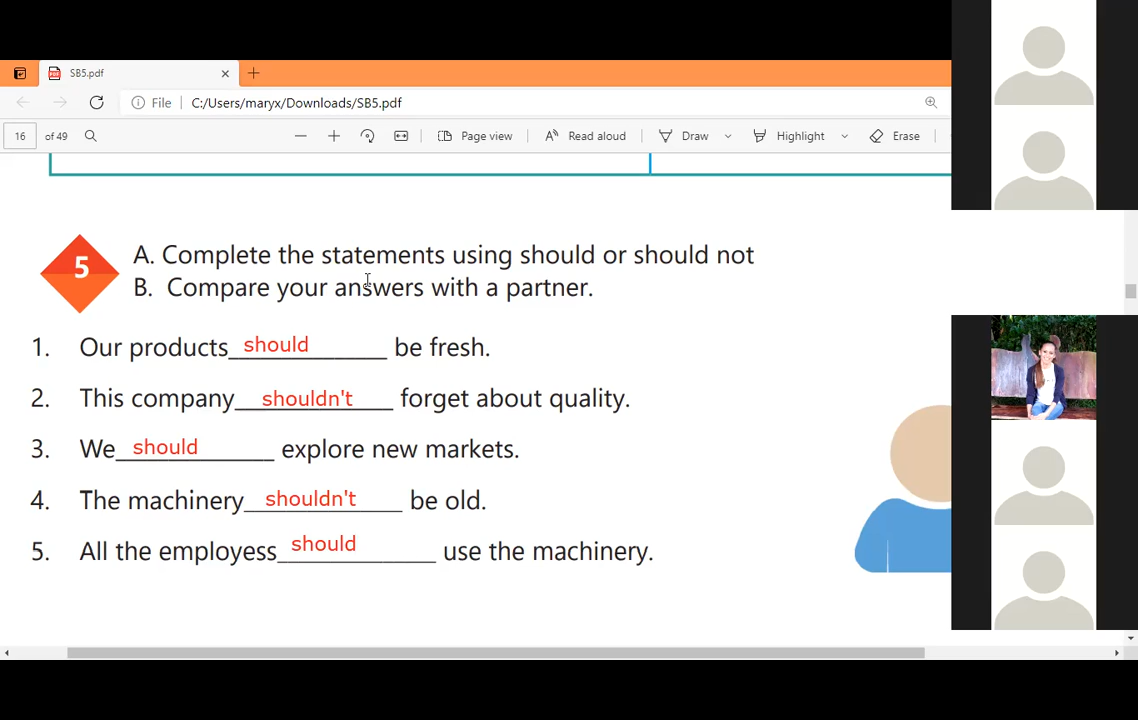 SB5.pdf
File C:/Users/maryx/Downloads/SB5.pdf
16 of 49 Page view Read aloud Draw Highlight Erase
5
A. Complete the statements using should or should not
B. Compare your answers with a partner.
1. Our products should be fresh.
2. This company shouldn't forget about quality.
3. We should explore new markets.
4. The machinery shouldn't be old.
5. All the employess should use the machinery.